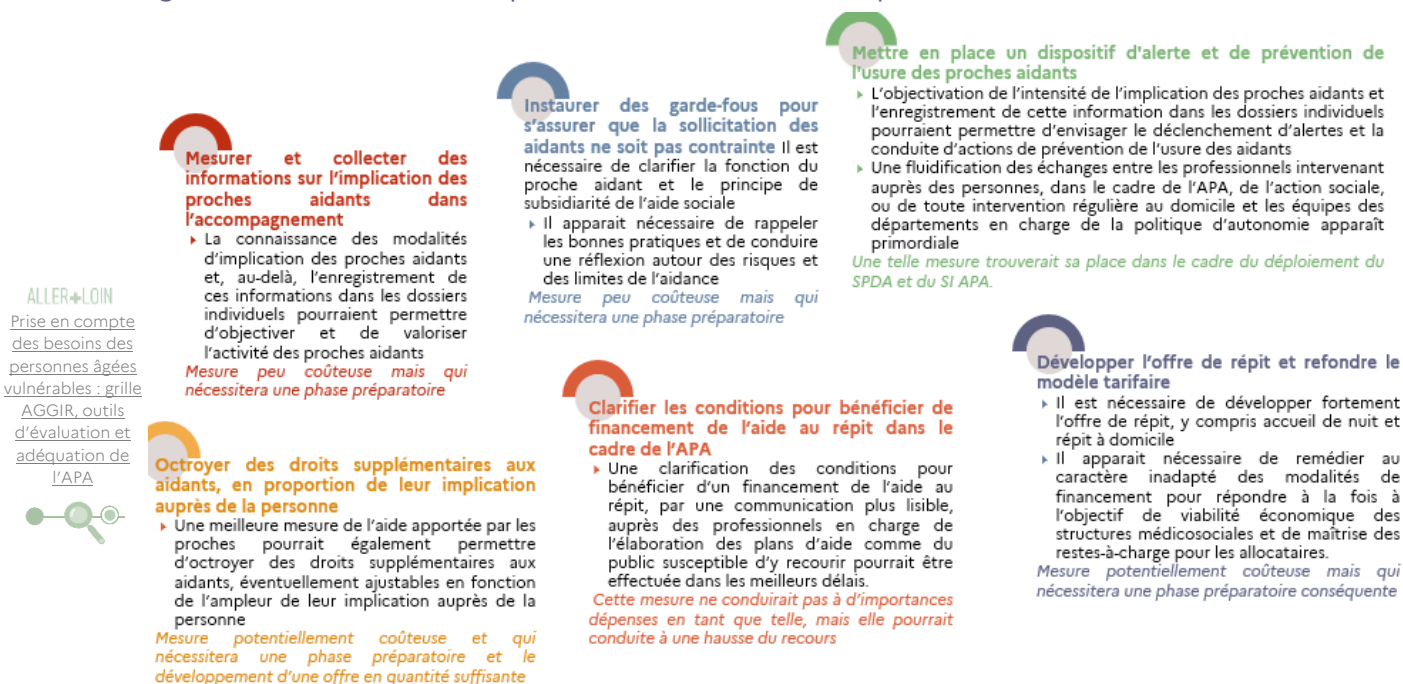 ALLER+LOIN
Prise en compte
des besoins des
personnes âgées
vulnérables : grille
AGGIR, outils
d'évaluation et
adéquation de
l'APA
Mesurer et collecter des
informations sur l'implication des
proches aidants dans
l'accompagnement
La connaissance des modalités
d'implication des proches aidants
et, au-delà, l'enregistrement de
ces informations dans les dossiers
individuels pourraient permettre
d'objectiver et de valoriser
l'activité des proches aidants
Mesure peu coûteuse mais qui
nécessitera une phase préparatoire
Instaurer des garde-fous pour
s'assurer que la sollicitation des
aidants ne soit pas contrainte Il est
nécessaire de clarifier la fonction du
proche aidant et le principe de
subsidiarité de l'aide sociale
Il apparait nécessaire de rappeler
les bonnes pratiques et de conduire
une réflexion autour des risques et
des limites de l'aidance
Mesure peu coûteuse mais qui
nécessitera une phase préparatoire
Mettre en place un dispositif d'alerte et de prévention de
l'usure des proches aidants
L'objectivation de l'intensité de l'implication des proches aidants et
l'enregistrement de cette information dans les dossiers individuels
pourraient permettre d'envisager le déclenchement d'alertes et la
conduite d'actions de prévention de l'usure des aidants
Une fluidification des échanges entre les professionnels intervenant
auprès des personnes, dans le cadre de l'APA, de l'action sociale,
ou de toute intervention régulière au domicile et les équipes des
départements en charge de la politique d'autonomie apparaît
primordiale
Une telle mesure trouverait sa place dans le cadre du déploiement du
SPDA et du SI APA.
Octroyer des droits supplémentaires aux
aidants, en proportion de leur implication
auprès de la personne
Une meilleure mesure de l'aide apportée par les
proches pourrait également permettre
d'octroyer des droits supplémentaires aux
aidants, éventuellement ajustables en fonction
de l'ampleur de leur implication auprès de la
personne
Mesure potentiellement coûteuse et qui
nécessitera une phase préparatoire et le
développement d'une offre en quantité suffisante
Clarifier les conditions pour bénéficier de
financement de l'aide au répit dans le
cadre de l'APA
Une clarification des conditions pour
bénéficier d'un financement de l'aide au
répit, par une communication plus lisible,
auprès des professionnels en charge de
l'élaboration des plans d'aide comme du
public susceptible d'y recourir pourrait être
effectuée dans les meilleurs délais.
Cette mesure ne conduirait pas à d'importances
dépenses en tant que telle, mais elle pourrait
conduite à une hausse du recours
Développer l'offre de répit et refondre le
modèle tarifaire
Il est nécessaire de développer fortement
l'offre de répit, y compris accueil de nuit et
répit à domicile
Il apparait nécessaire de remédier au
caractère inadapté des modalités de
financement pour répondre à la fois à
l'objectif de viabilité économique des
structures médicosociales et de maîtrise des
restes-à-charge pour les allocataires.
Mesure potentiellement coûteuse mais qui
nécessitera une phase préparatoire conséquente